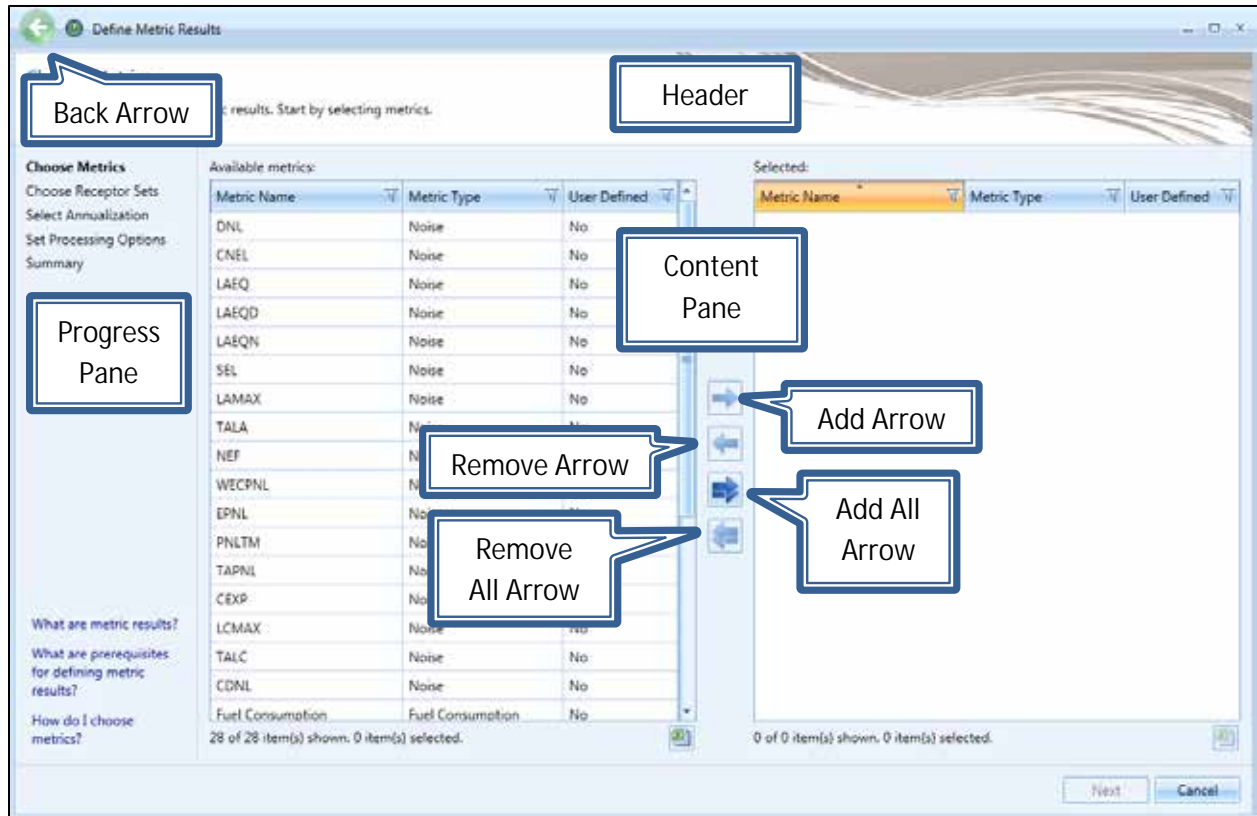 Define Metric Results
Back Arrow
results. Start by selecting metrics.
Header
Choose Metrics
Choose Receptor Sets
Select Annualization
Set Processing Options
Summary
Progress
Pane
What are metric results?
What are prerequisites
for defining metric
results?
How do I choose
metrics?
Available metrics:
Metric Name Metric Type User Defined
DNL Noise No
CNEL Noise No
LAEQ Noise No
LAEQD Noise No
LAEQN Noise No
SEL Noise No
LAMAX Noise No
TALA
NEF
WECPNL
EPNL
PNLTM
TAPNL
CEXP
LCMAX Noise No
TALC Noise No
CDNL Noise No
Fuel Consumption Fuel Consumption No
28 of 28 item(s) shown. 0 item(s) selected.
Content
Pane
Add Arrow
Remove Arrow
Add All
Arrow
Remove
All Arrow
Selected:
Metric Name Metric Type User Defined
0 of 0 item(s) shown. 0 item(s) selected.
Next Cancel